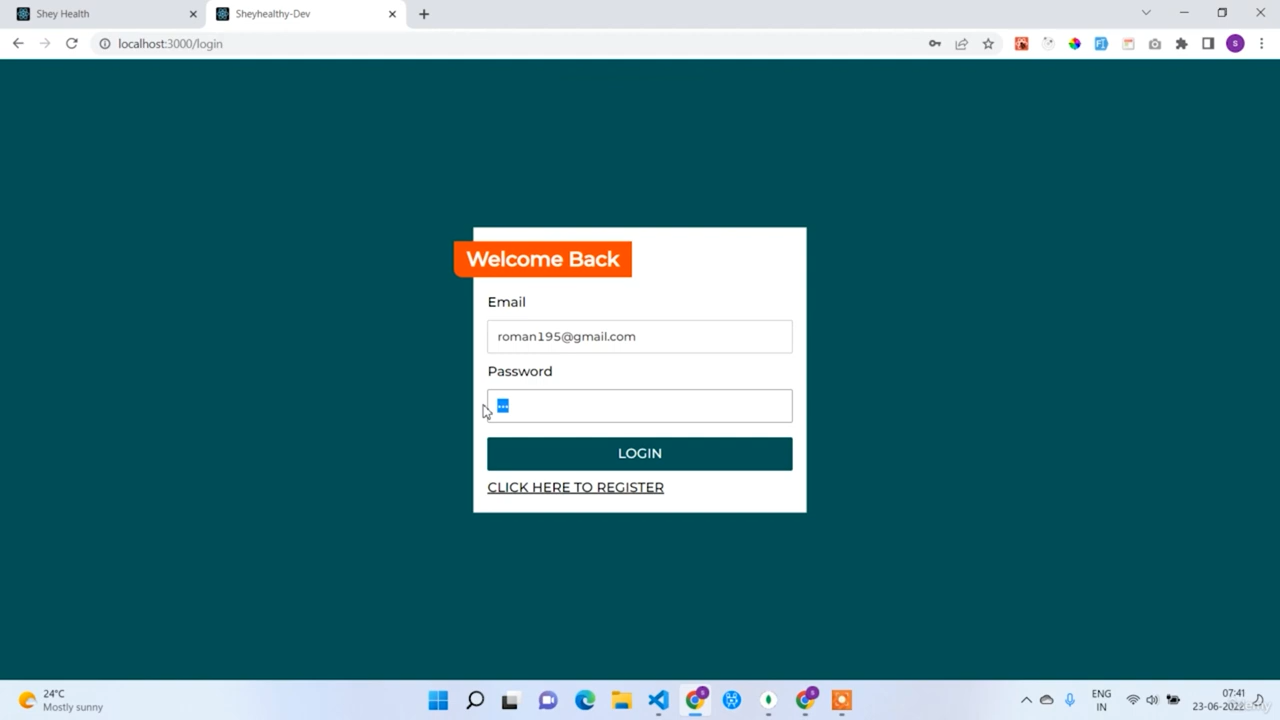 Shey Health
Sheyhealthy-Dev
localhost:3000/login
Welcome Back
Email
roman195@gmail.com
Password
LOGIN
CLICK HERE TO REGISTER
24°C
Mostly sunny
ENG
IN
07:41
23-06-2022